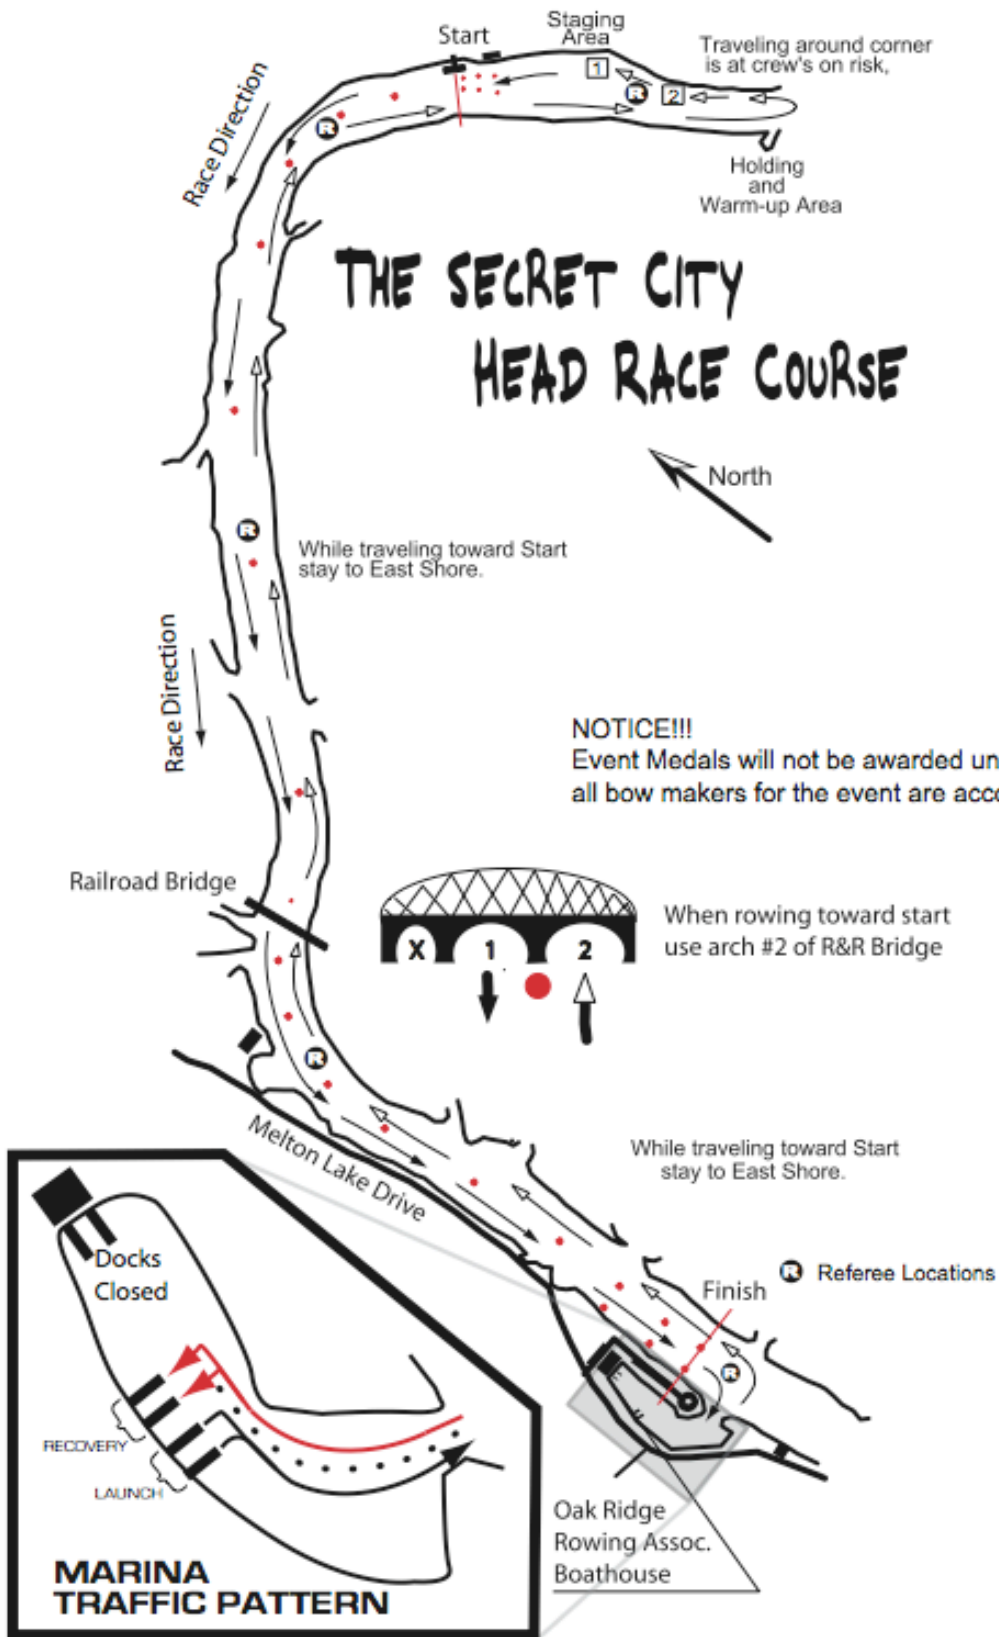 Staging
Area
Start
Traveling around corner
is at crew's on risk,
1
R
2
R
Race Direction
Holding
and
Warm-up Area
THE SECRET CITY
HEAD RACE COURSE
North
R
While traveling toward Start
stay to East Shore.
Race Direction
NOTICE!!!
Event Medals will not be awarded un
all bow makers for the event are acco
Railroad Bridge
X 1 2
When rowing toward start
use arch #2 of R&R Bridge
R
Melton Lake Drive
While traveling toward Start
stay to East Shore.
R Referee Locations
Finish
R
Docks
Closed
RECOVERY
LAUNCH
Oak Ridge
Rowing Assoc.
Boathouse
MARINA
TRAFFIC PATTERN